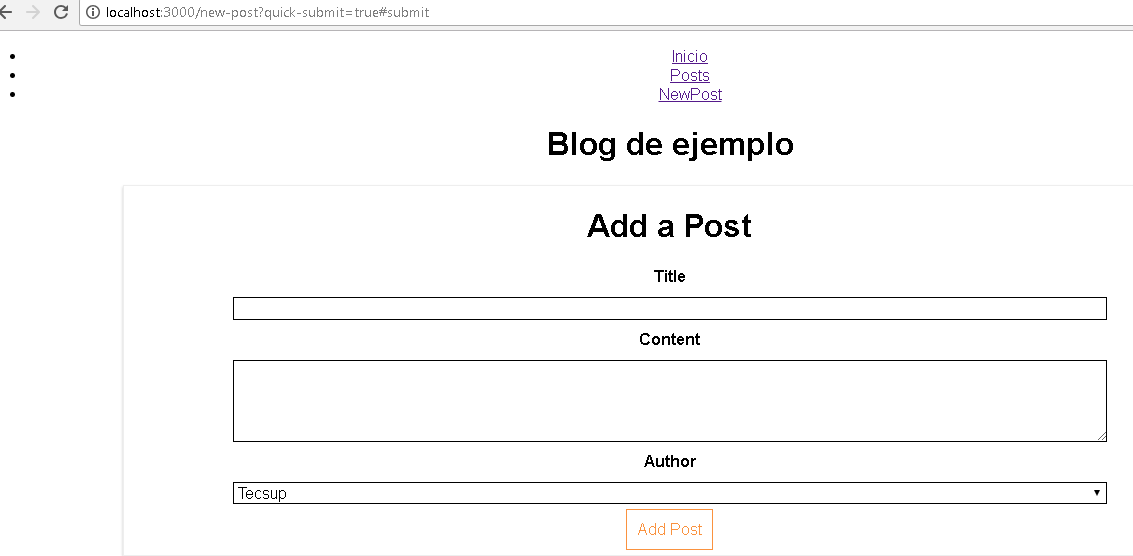 localhost:3000/new-post?quick-submit=true#submit
Inicio
Posts
NewPost
Blog de ejemplo
Add a Post
Title
Content
Author
Tecsup
Add Post